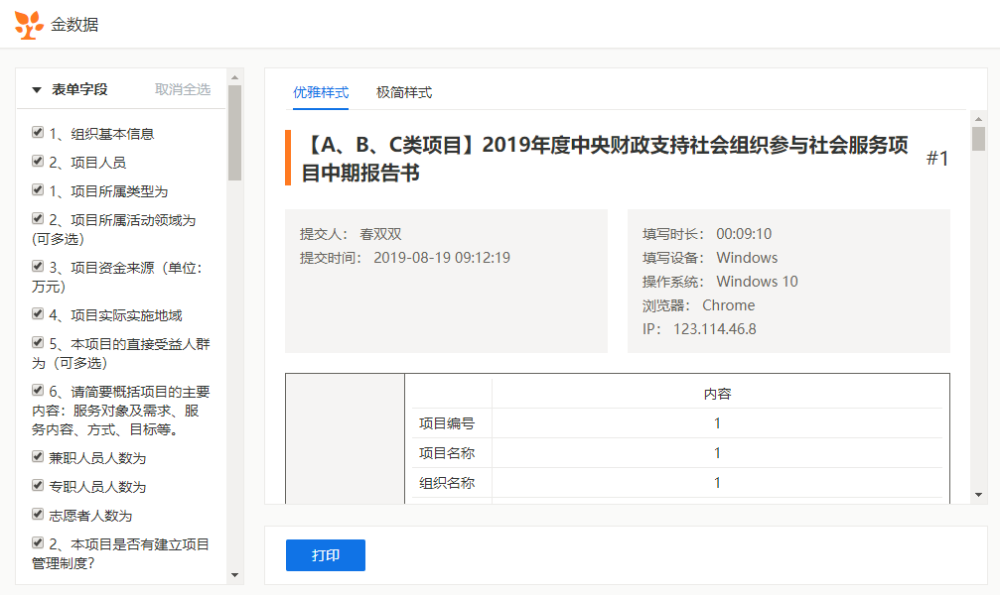 金数据
表单字段
取消全选
1、组织基本信息
2、项目人员
1、项目所属类型为
2、项目所属活动领域为
(可多选)
3、项目资金来源（单位：
万元）
4、项目实际实施地域
5、本项目的直接受益人群
为（可多选）
6、请简要概括项目的主要
内容：服务对象及需求、服
务内容、方式、目标等。
兼职人员人数为
专职人员人数为
志愿者人数为
2、本项目是否有建立项目
管理制度?
优雅样式
极简样式
【A、B、C类项目】2019年度中央财政支持社会组织参与社会服务项
目中期报告书
#1
提交人： 春双双
提交时间： 2019-08-19 09:12:19
填写时长： 00:09:10
填写设备： Windows
操作系统： Windows 10
浏览器： Chrome
IP： 123.114.46.8
内容
项目编号 1
项目名称 1
组织名称 1
打印